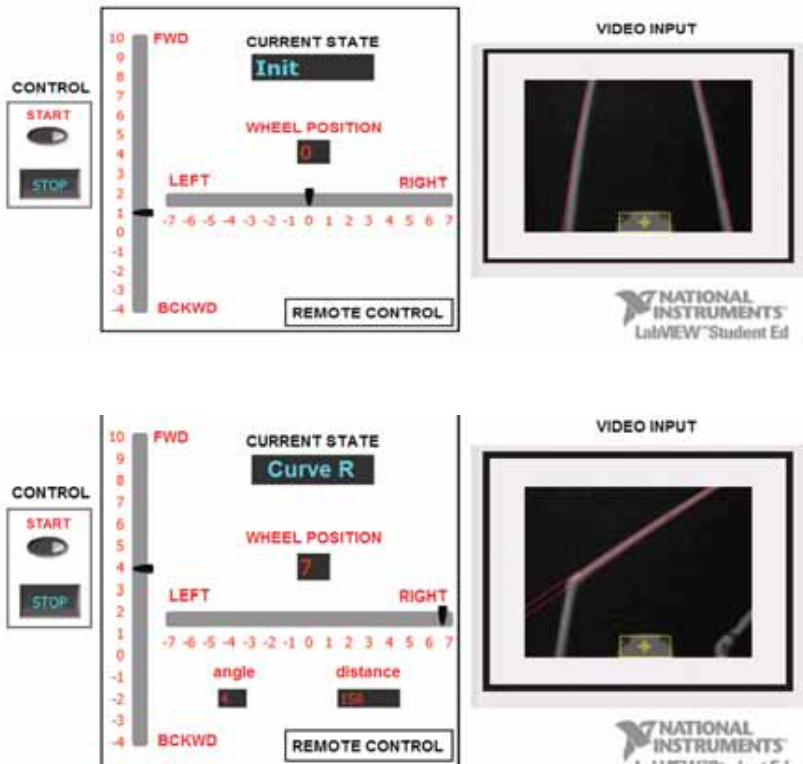 CONTROL
START
STOP
10 FWD
9
8
7
6
5
4
3
2
1
0
-1
-2
-3
-4 BCKWD
CURRENT STATE
Init
WHEEL POSITION
0
LEFT RIGHT
-7 -6 -5 -4 -3 -2 -1 0 1 2 3 4 5 6 7
REMOTE CONTROL
VIDEO INPUT
NATIONAL
INSTRUMENTS
LabVIEW™Student Ed
CONTROL
START
STOP
10 FWD
9
8
7
6
5
4
3
2
1
0
-1
-2
-3
-4 BCKWD
CURRENT STATE
Curve R
WHEEL POSITION
7
LEFT RIGHT
-7 -6 -5 -4 -3 -2 -1 0 1 2 3 4 5 6 7
angle distance
4 158
REMOTE CONTROL
VIDEO INPUT
NATIONAL
INSTRUMENTS